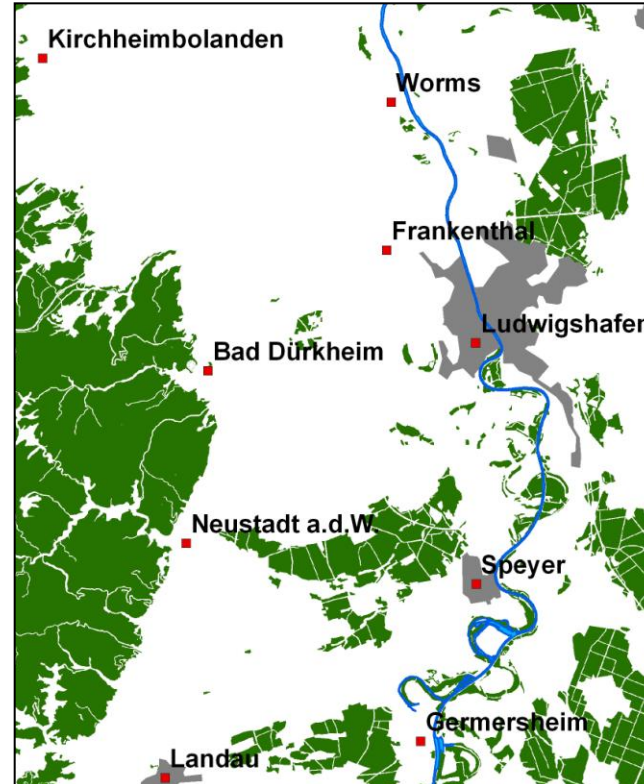 Kirchheimbolanden
Worms
Frankenthal
Ludwigshafen
Bad Dürkheim
Neustadt a.d.W
Speyer
Germersheim
Landau